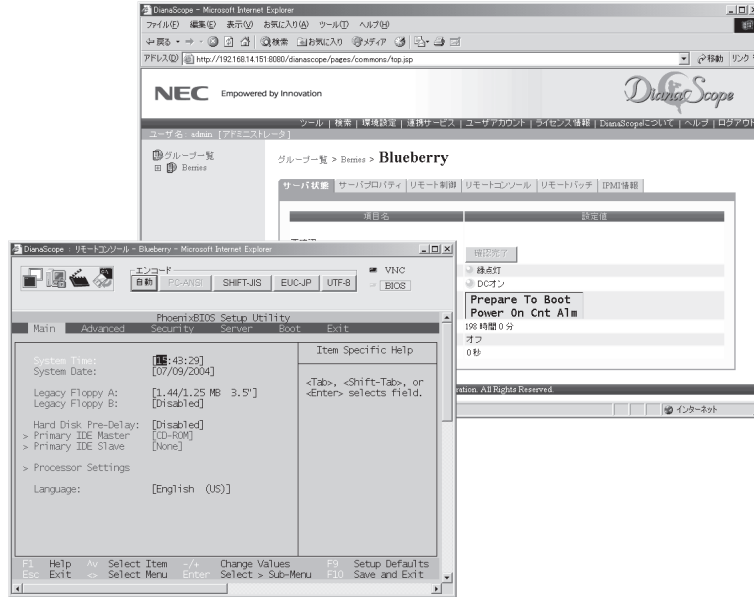 DianaScope - Microsoft Internet Explorer
ファイル(F) 編集(E) 表示(V) お気に入り(A) ツール(T) ヘルプ(H)
戻る 検索 お気に入り メディア
アドレス(D) http://192.168.14.151:8080/dianascope/pages/commons/top.jsp 移動 リンク
NEC Empowered by Innovation DianaScope
ツール | 検索 | 環境設定 | 連携サービス | ユーザアカウント | ライセンス情報 | DianaScopeについて | ヘルプ | ログアウト
ユーザ名: admin [アドミニストレータ]
グループ一覧
Berries
グループ一覧 > Berries > Blueberry
サーバ状態 サーバプロパティ リモート制御 リモートコンソール リモートバッチ IPMI情報
項目名 設定値
確認完了
緑点灯
DCオン
Prepare To Boot
Power On Cnt Alm
198 時間 0 分
オフ
0 秒
ration. All Rights Reserved.
インターネット
DianaScope : リモートコンソール - Blueberry - Microsoft Internet Explorer
エンコード
自動 PC-ANSI SHIFT-JIS EUC-JP UTF-8
VNC
BIOS
PhoenixBIOS Setup Utility
Main Advanced Security Server Boot Exit
Item Specific Help
System Time: [15:43:29]
System Date: [07/09/2004]
<Tab>, <Shift-Tab>, or
<Enter> selects field.
Legacy Floppy A: [1.44/1.25 MB 3.5"]
Legacy Floppy B: [Disabled]
Hard Disk Pre-Delay: [Disabled]
> Primary IDE Master [CD-ROM]
> Primary IDE Slave [None]
> Processor Settings
Language: [English (US)]
F1 Help ^v Select Item -/+ Change Values F9 Setup Defaults
Esc Exit <> Select Menu Enter Select > Sub-Menu F10 Save and Exit